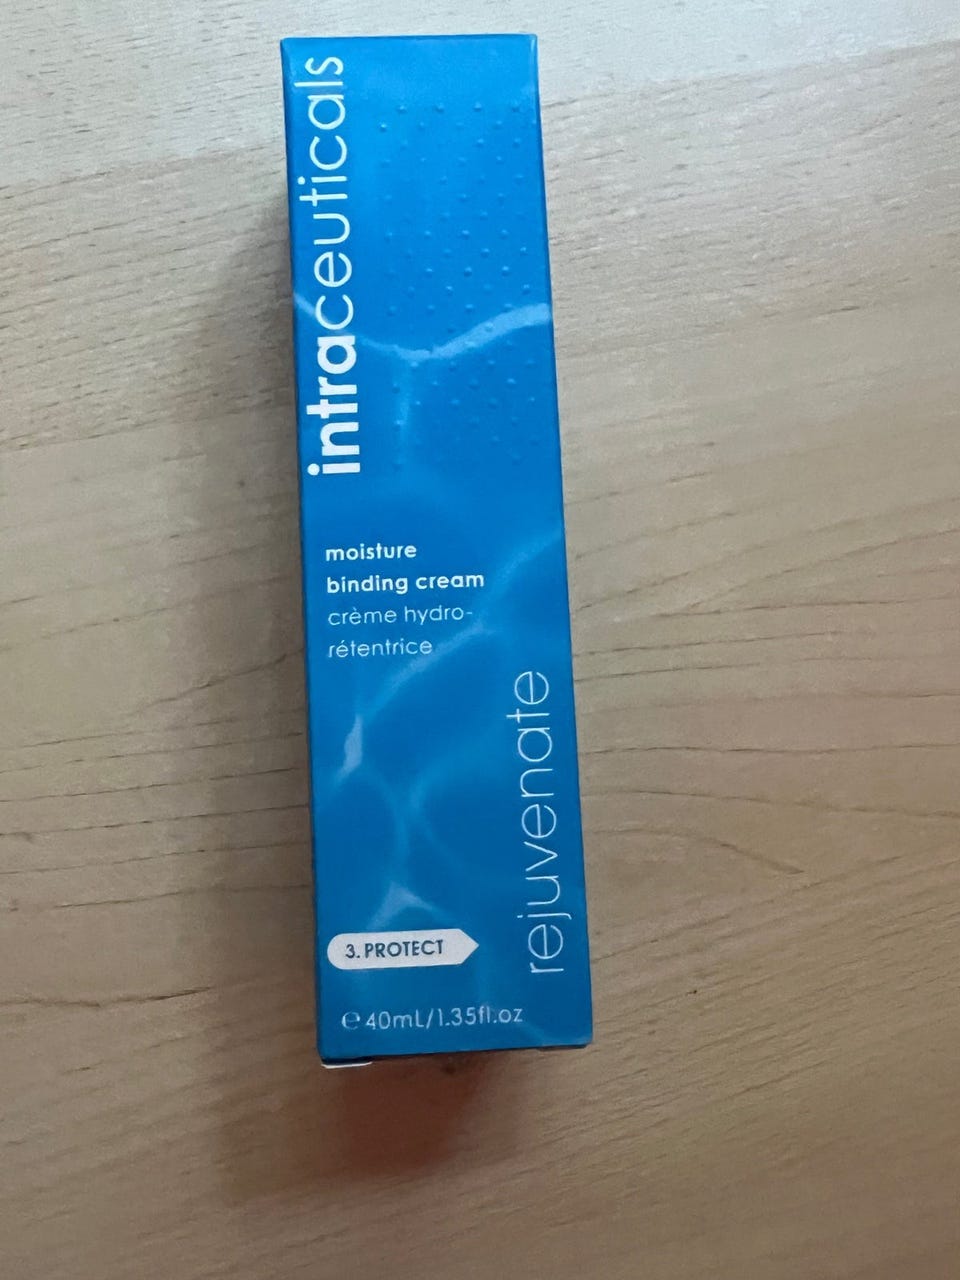 intraceuticals
moisture
binding cream
crème hydro-
rétentrice
rejuvenate
3. PROTECT
℮ 40mL/1.35fl.oz